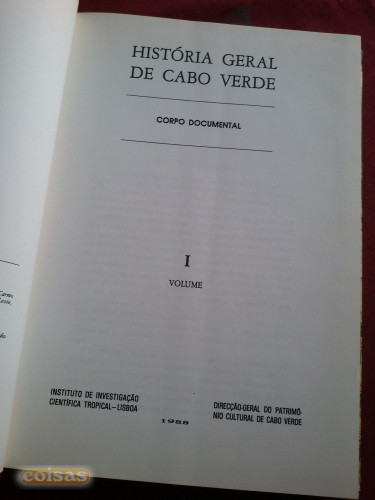 HISTÓRIA GERAL
DE CABO VERDE
CORPO DOCUMENTAL
I
VOLUME
INSTITUTO DE INVESTIGAÇÃO
CIENTÍFICA TROPICAL—LISBOA
DIRECÇÃO-GERAL DO PATRIMÓ-
NIO CULTURAL DE CABO VERDE
1988
coisas